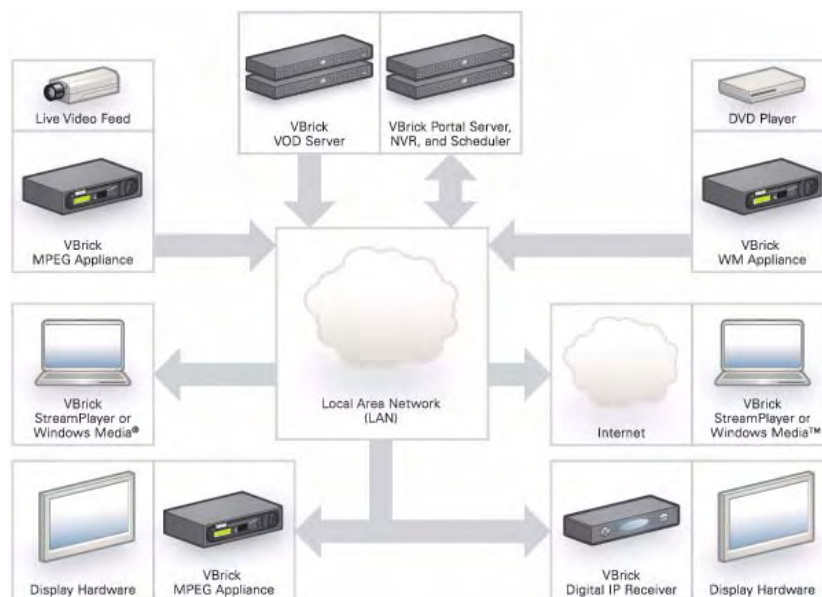 Live Video Feed
VBrick
MPEG Appliance
VBrick
VOD Server
VBrick Portal Server,
NVR, and Scheduler
DVD Player
VBrick
WM Appliance
VBrick
StreamPlayer or
Windows Media®
Local Area Network
(LAN)
Internet
VBrick
StreamPlayer or
Windows Media™
Display Hardware
VBrick
MPEG Appliance
VBrick
Digital IP Receiver
Display Hardware